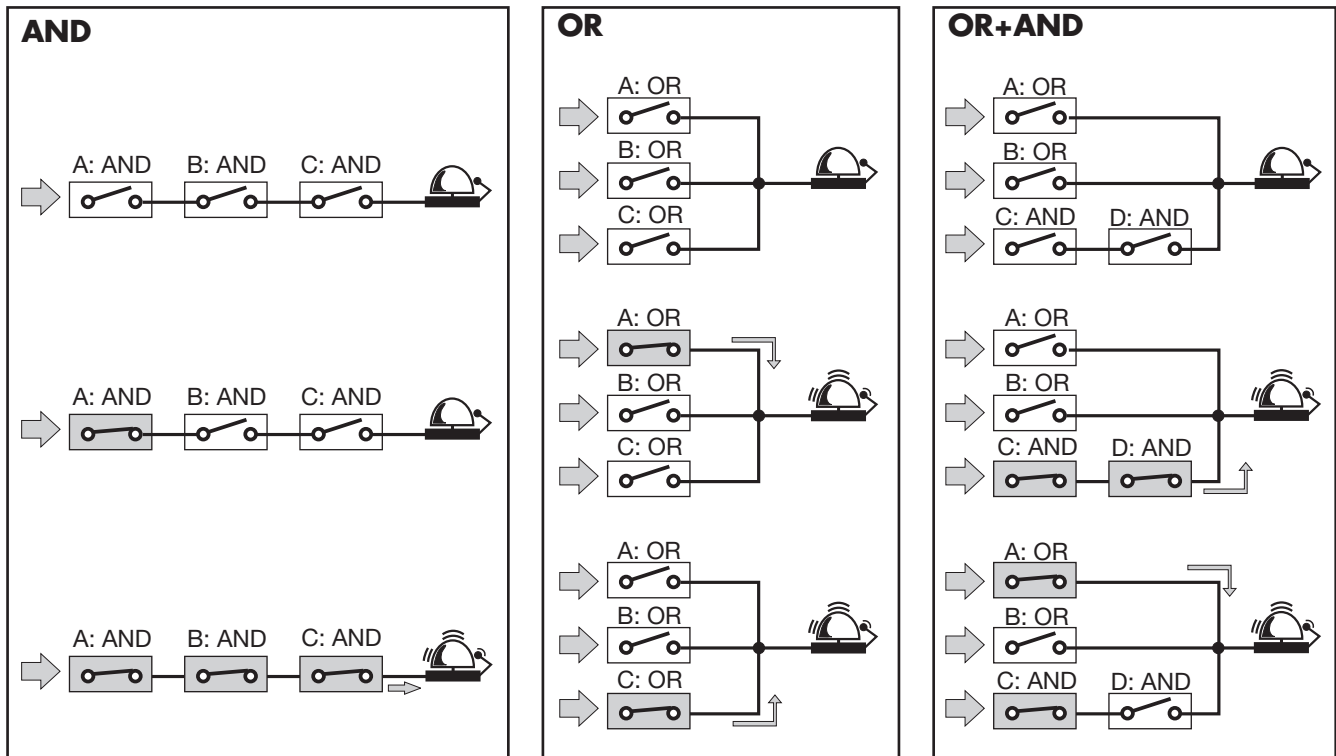 AND
A: AND B: AND C: AND
A: AND B: AND C: AND
A: AND B: AND C: AND
OR
A: OR
B: OR
C: OR
A: OR
B: OR
C: OR
A: OR
B: OR
C: OR
OR+AND
A: OR
B: OR
C: AND D: AND
A: OR
B: OR
C: AND D: AND
A: OR
B: OR
C: AND D: AND